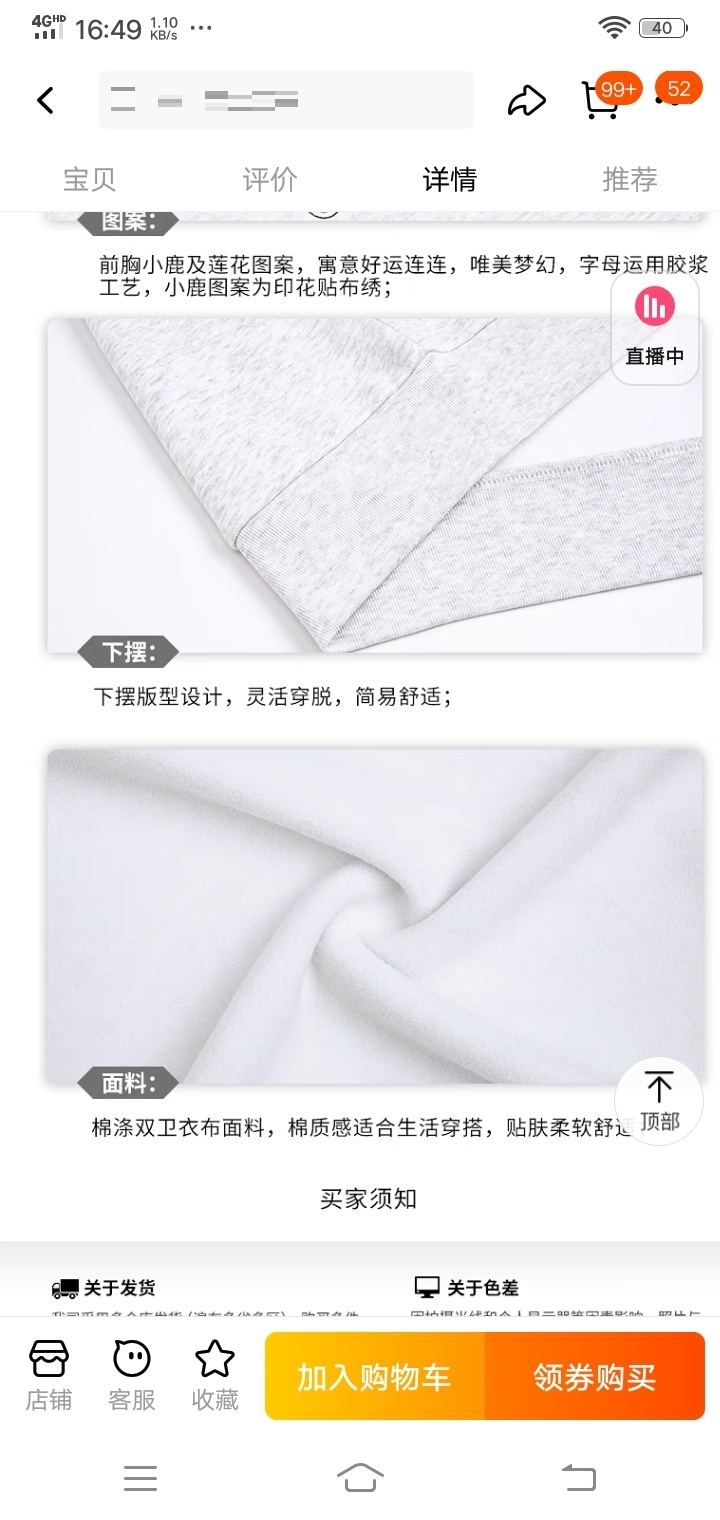 4GHD 16:49 1.10 KB/s ··· 40
99+ 52
宝贝 评价 详情 推荐
图案：
前胸小鹿及莲花图案，寓意好运连连，唯美梦幻，字母运用胶浆
工艺，小鹿图案为印花贴布绣；
直播中
下摆：
下摆版型设计，灵活穿脱，简易舒适；
面料：
棉涤双卫衣布面料，棉质感适合生活穿搭，贴肤柔软舒适
顶部
买家须知
关于发货 关于色差
店铺 客服 收藏 加入购物车 领券购买